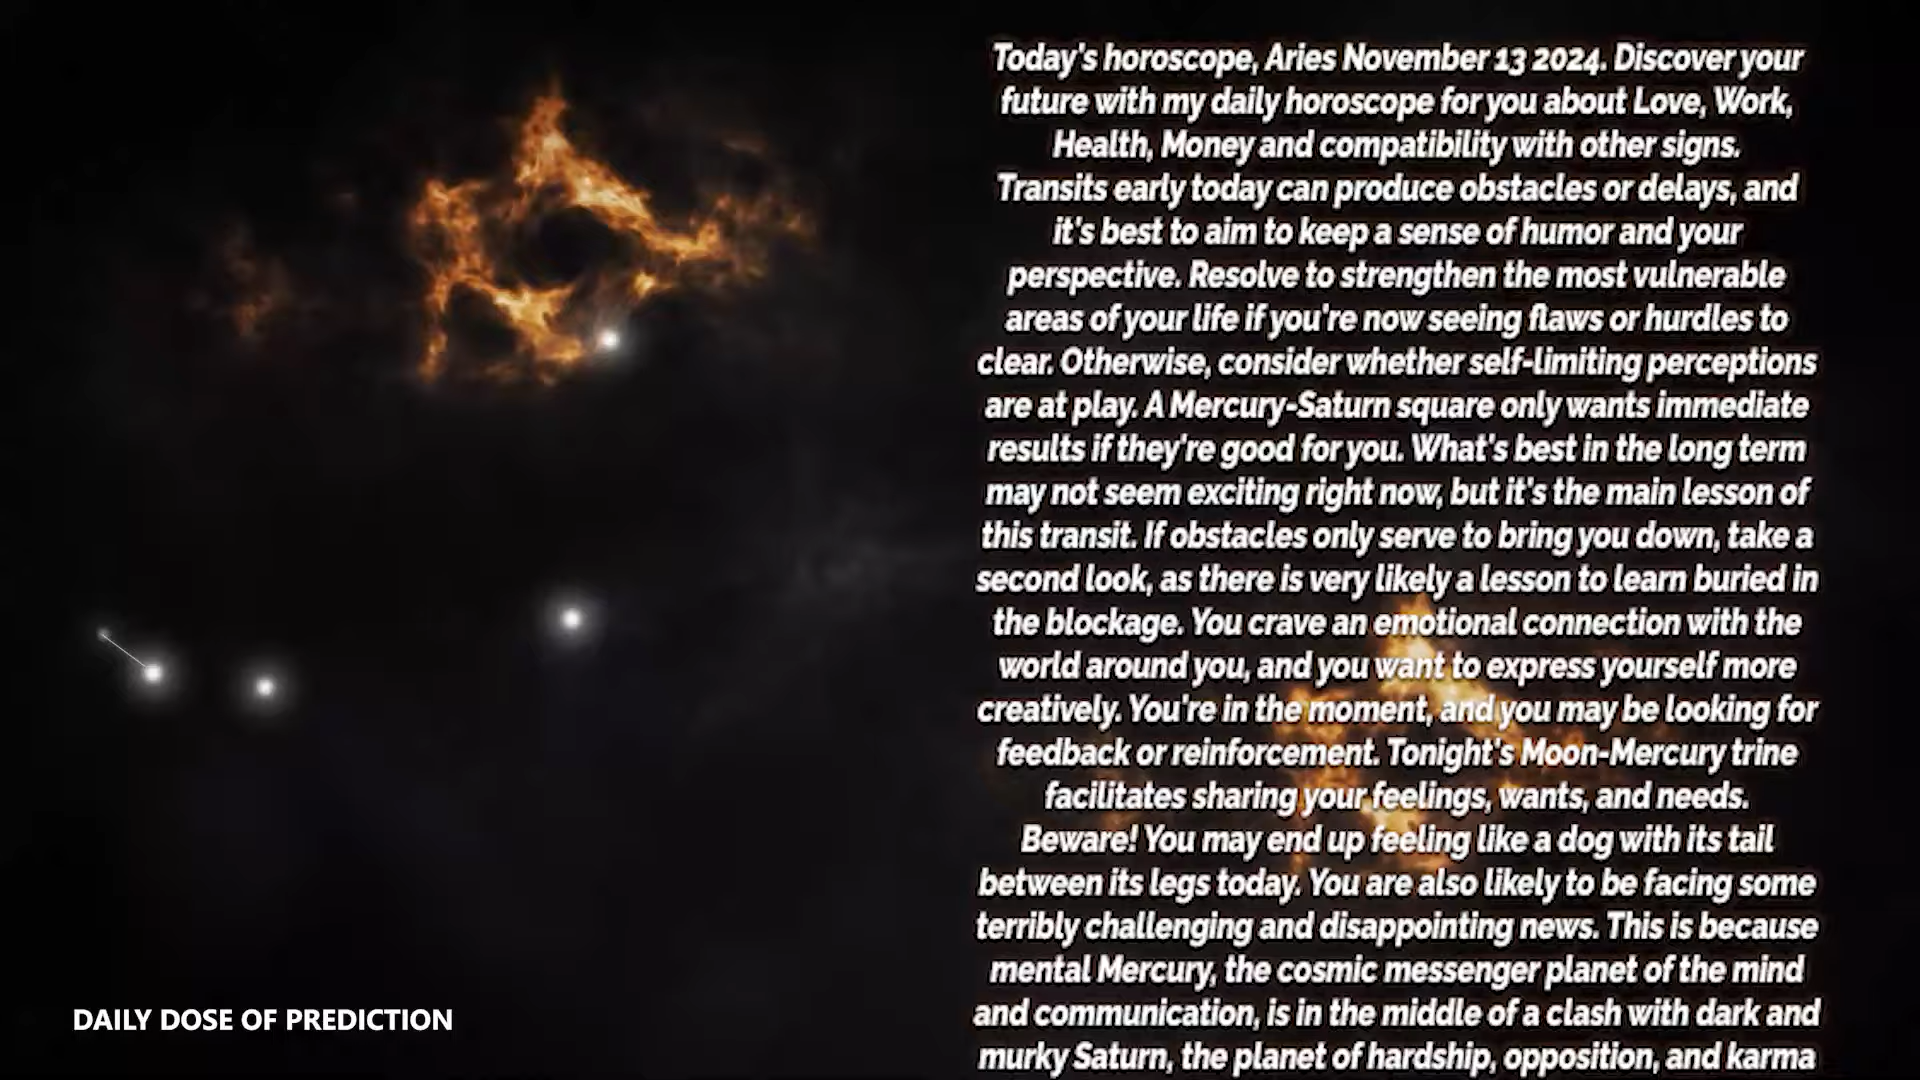 Today's horoscope, Aries November 13 2024. Discover your
future with my daily horoscope for you about Love, Work,
Health, Money and compatibility with other signs.
Transits early today can produce obstacles or delays, and
it's best to aim to keep a sense of humor and your
perspective. Resolve to strengthen the most vulnerable
areas of your life if you're now seeing flaws or hurdles to
clear. Otherwise, consider whether self-limiting perceptions
are at play. A Mercury-Saturn square only wants immediate
results if they're good for you. What's best in the long term
may not seem exciting right now, but it's the main lesson of
this transit. If obstacles only serve to bring you down, take a
second look, as there is very likely a lesson to learn buried in
the blockage. You crave an emotional connection with the
world around you, and you want to express yourself more
creatively. You're in the moment, and you may be looking for
feedback or reinforcement. Tonight's Moon-Mercury trine
facilitates sharing your feelings, wants, and needs.
Beware! You may end up feeling like a dog with its tail
between its legs today. You are also likely to be facing some
terribly challenging and disappointing news. This is because
mental Mercury, the cosmic messenger planet of the mind
and communication, is in the middle of a clash with dark and
murky Saturn, the planet of hardship, opposition, and karma
DAILY DOSE OF PREDICTION